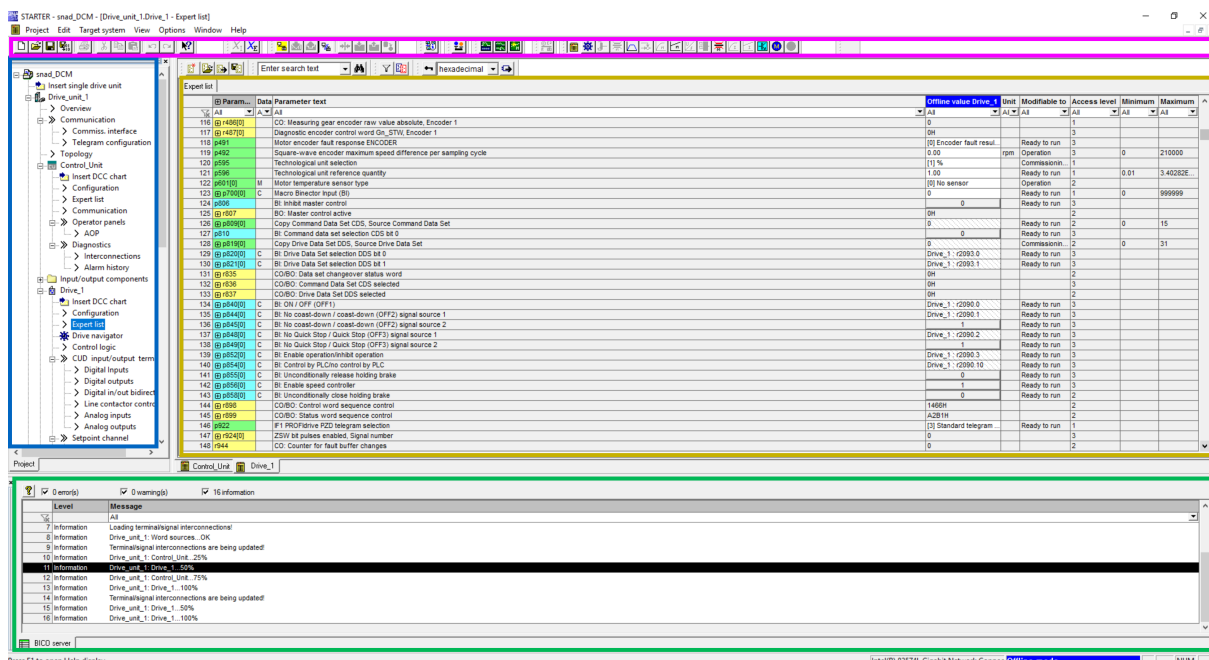 STARTER - snad_DCM - [Drive_unit_1.Drive_1 - Expert list]
Project Edit Target system View Options Window Help
snad_DCM
Insert single drive unit
Drive_unit_1
Overview
Communication
Commiss. interface
Telegram configuration
Topology
Control_Unit
Insert DCC chart
Configuration
Expert list
Communication
Operator panels
AOP
Diagnostics
Interconnections
Alarm history
Input/output components
Drive_1
Insert DCC chart
Configuration
Expert list
Drive navigator
Control logic
CUD input/output term
Digital Inputs
Digital outputs
Digital in/out bidirect
Line contactor contro
Analog inputs
Analog outputs
Setpoint channel
Project
Enter search text hexadecimal
Expert list
Param... Data Parameter text Offline value Drive_1 Unit Modifiable to Access level Minimum Maximum
All A All All Al All All All All
116 r486[0] CO: Measuring gear encoder raw value absolute, Encoder 1 0 1
117 r487[0] Diagnostic encoder control word Gn_STW, Encoder 1 0H 3
118 p491 Motor encoder fault response ENCODER [0] Encoder fault resul... Ready to run 3
119 p492 Square-wave encoder maximum speed difference per sampling cycle 0.00 rpm Operation 3 0 210000
120 p595 Technological unit selection [1] % Commissionin... 1
121 p596 Technological unit reference quantity 1.00 Ready to run 1 0.01 3.40282E...
122 p601[0] M Motor temperature sensor type [0] No sensor Operation 2
123 p700[0] C Macro Binector Input (BI) 0 Ready to run 1 0 999999
124 p806 BI: Inhibit master control 0 Ready to run 3
125 r807 BO: Master control active 0H 2
126 p809[0] Copy Command Data Set CDS, Source Command Data Set 0 Ready to run 2 0 15
127 p810 BI: Command data set selection CDS bit 0 0 Ready to run 3
128 p819[0] Copy Drive Data Set DDS, Source Drive Data Set 0 Commissionin... 2 0 31
129 p820[0] C BI: Drive Data Set selection DDS bit 0 Drive_1 : r2093.0 Ready to run 3
130 p821[0] C BI: Drive Data Set selection DDS bit 1 Drive_1 : r2093.1 Ready to run 3
131 r835 CO/BO: Data set changeover status word 0H 2
132 r836 CO/BO: Command Data Set CDS selected 0H 3
133 r837 CO/BO: Drive Data Set DDS selected 0H 2
134 p840[0] C BI: ON / OFF (OFF1) Drive_1 : r2090.0 Ready to run 3
135 p844[0] C BI: No coast-down / coast-down (OFF2) signal source 1 Drive_1 : r2090.1 Ready to run 3
136 p845[0] C BI: No coast-down / coast-down (OFF2) signal source 2 1 Ready to run 3
137 p848[0] C BI: No Quick Stop / Quick Stop (OFF3) signal source 1 Drive_1 : r2090.2 Ready to run 3
138 p849[0] C BI: No Quick Stop / Quick Stop (OFF3) signal source 2 1 Ready to run 3
139 p852[0] C BI: Enable operation/inhibit operation Drive_1 : r2090.3 Ready to run 3
140 p854[0] C BI: Control by PLC/no control by PLC Drive_1 : r2090.10 Ready to run 3
141 p855[0] C BI: Unconditionally release holding brake 0 Ready to run 3
142 p856[0] C BI: Enable speed controller 1 Ready to run 3
143 p858[0] C BI: Unconditionally close holding brake 0 Ready to run 3
144 r898 CO/BO: Control word sequence control 1466H 2
145 r899 CO/BO: Status word sequence control A2B1H 2
146 p922 IF1 PROFIdrive PZD telegram selection [3] Standard telegram ... Ready to run 1
147 r924[0] ZSW bit pulses enabled, Signal number 0 3
148 r944 CO: Counter for fault buffer changes 0 2
Control_Unit Drive_1
0 error(s) 0 warning(s) 16 information
Level Message
All
7 Information Loading terminal/signal interconnections!
8 Information Drive_unit_1: Word sources...OK
9 Information Terminal/signal interconnections are being updated!
10 Information Drive_unit_1: Control_Unit...25%
11 Information Drive_unit_1: Drive_1...50%
12 Information Drive_unit_1: Control_Unit...75%
13 Information Drive_unit_1: Drive_1...100%
14 Information Terminal/signal interconnections are being updated!
15 Information Drive_unit_1: Drive_1...50%
16 Information Drive_unit_1: Drive_1...100%
BICO server